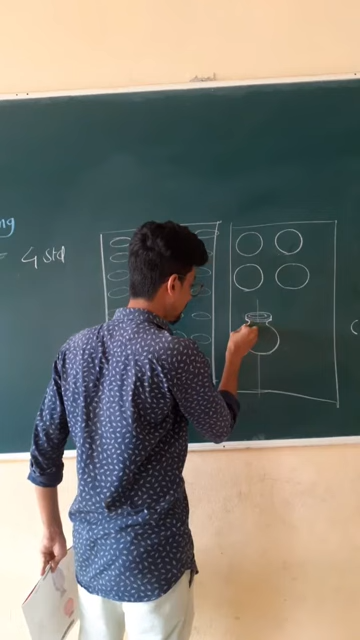 ng
= 4 std